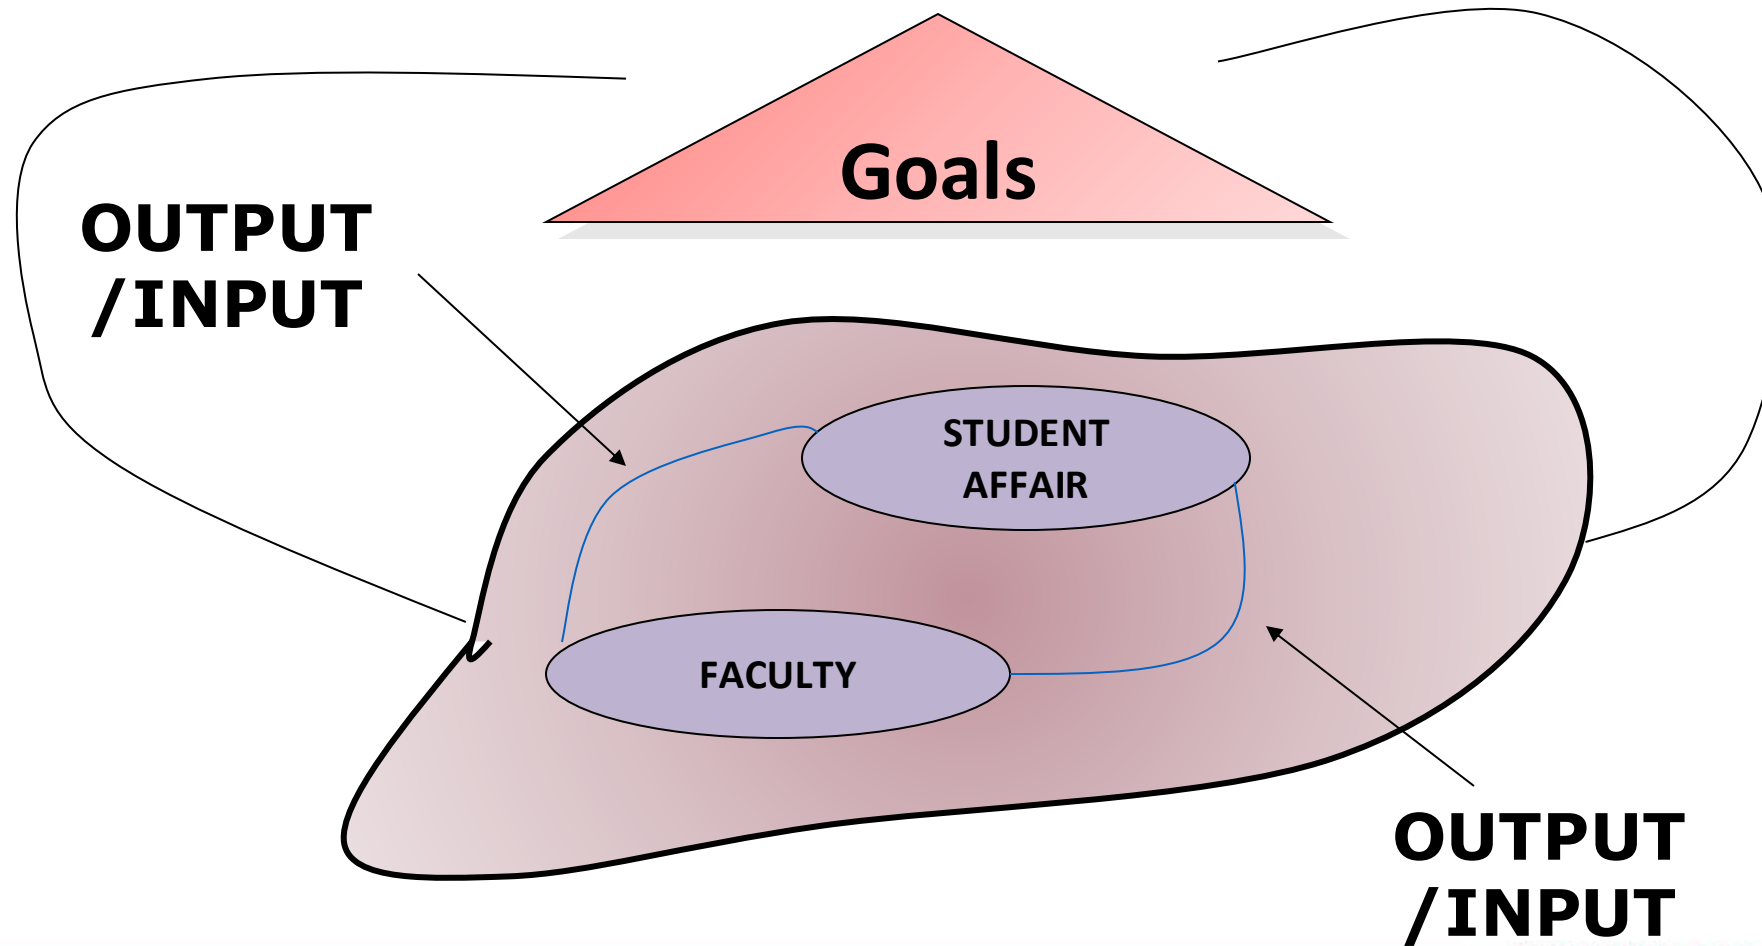 Goals
OUTPUT
/INPUT
STUDENT
AFFAIR
FACULTY
OUTPUT
/INPUT